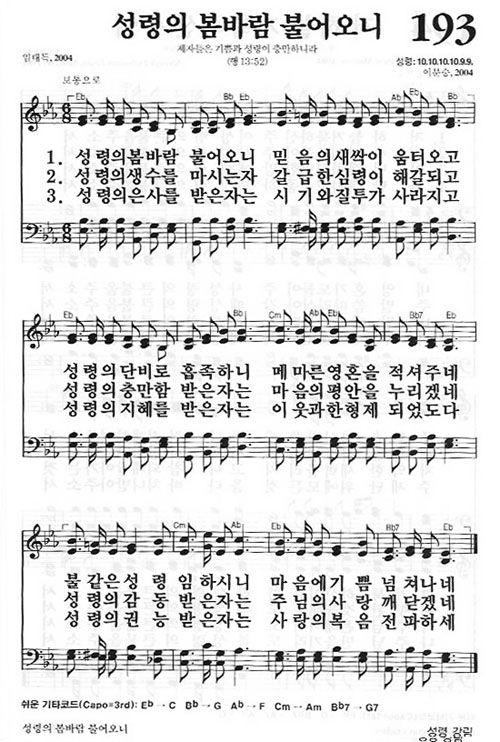 성령의 봄바람 불어오니 193
제자들은 기쁨과 성령이 충만하니라
임대득, 2004 (행 13:52) 성령: 10.10.10.10.9.9.
이문승, 2004
보통으로
Eb Bb Eb Ab Eb Bb
1. 성령의봄바람 불어오니 믿음의새싹이 움터오고
2. 성령의생수를 마시는자 갈급한심령이 해갈되고
3. 성령의은사를 받은자는 시기와질투가 사라지고
Eb Bb Cm Ab Eb Bb7 Eb
성령의단비로 흡족하니 메마른영혼을 적셔주네
성령의충만함 받은자는 마음의평안을 누리겠네
성령의지혜를 받은자는 이웃과한형제 되었도다
Cm Ab Eb Bb7 Eb
불같은성령임하시니 마음에기쁨넘쳐나네
성령의감동받은자는 주님의사랑깨닫겠네
성령의권능받은자는 사랑의복음전파하세
쉬운 기타코드(Capo=3rd): Eb→C Bb→G Ab→F Cm→Am Bb7→G7
성령의 봄바람 불어오니 성령 강림